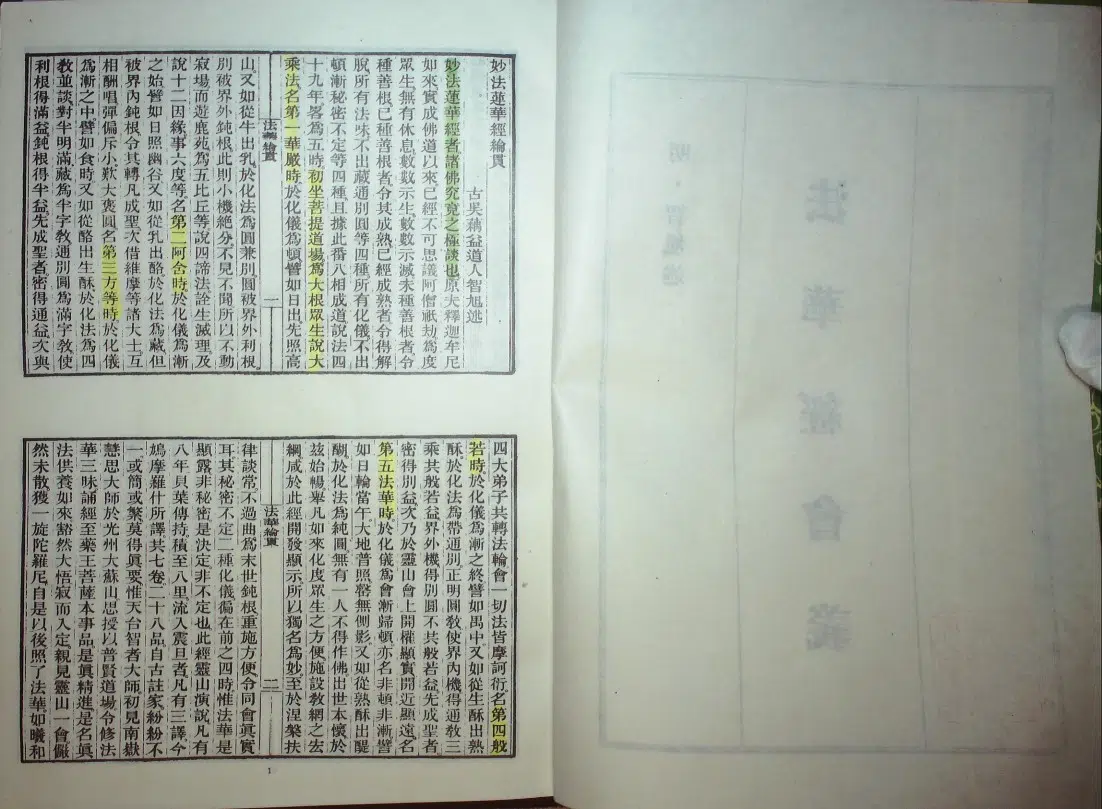 法華經會義
明·智旭述
妙法蓮華經綸貫
古吳蕅益道人智旭述
妙法蓮華經者諸佛究竟之極談也原夫釋迦牟尼
如來實成佛道以來已經不可思議阿僧祇劫為度
眾生無有休息數數示生數數示滅未種善根者令
種善根已種善根者令其成熟已經成熟者令得解
脫所有法味不出藏通別圓等四種所有化儀不出
頓漸秘密不定等四種且據此番八相成道說法四
十九年畧為五時初坐菩提道場為大根眾生說大
乘法名第一華嚴時於化儀為頓譬如日出先照高
法華綸貫 一
山又如從牛出乳於化法為圓兼別圓被界外利根
別被界外鈍根此則小機絕分不見不聞所以不動
寂場而遊鹿苑為五比丘等說四諦法詮生滅理及
說十二因緣事六度等名第二阿含時於化儀為漸
之始譬如日照幽谷又如從乳出酪於化法為藏但
被界內鈍根令其轉凡成聖次借維摩等諸大士互
相酬唱彈偏斥小歎大褒圓名第三方等時於化儀
為漸之中譬如食時又如從酪出生酥於化法為四
教並談對半明滿藏為半字教通別圓為滿字教使
利根得滿益鈍根得半益先成聖者密得通益次與
四大弟子共轉法輪會一切法皆摩訶衍名第四般
若時於化儀為漸之終譬如禺中又如從生酥出熟
酥於化法為帶通別正明圓教使界內機得通教三
乘共般若益界外機得別圓不共般若益先成聖者
密得別益次乃於靈山會上開權顯實開近顯遠名
第五法華時於化儀為會漸歸頓亦名非頓非漸譬
如日輪當午大地普照罄無側影又如從熟酥出醍
醐於化法為純圓無有一人不得作佛出世本懷於
茲始暢舉凡如來化度眾生之方便施設教網之玄
綱咸於此經開發顯示所以獨名為妙至於涅槃扶
法華綸貫 二
律談常不過曲為末世鈍根重施方便令同會真實
耳其秘密不定二種化儀徧在前之四時惟法華是
顯露非秘密是決定非不定也此經靈山演說凡有
八年貝葉傳持積至八里流入震旦者凡有三譯今
鳩摩羅什所譯共七卷二十八品自古註家紛紛不
一或簡或繁莫得真要惟天台智者大師初見南嶽
慧思大師於光州大蘇山思授以普賢道場令修法
華三昧誦經至藥王菩薩本事品是真精進是名真
法供養如來豁然大悟寂而入定親見靈山一會儼
然未散獲一旋陀羅尼自是以後照了法華如曦和
1